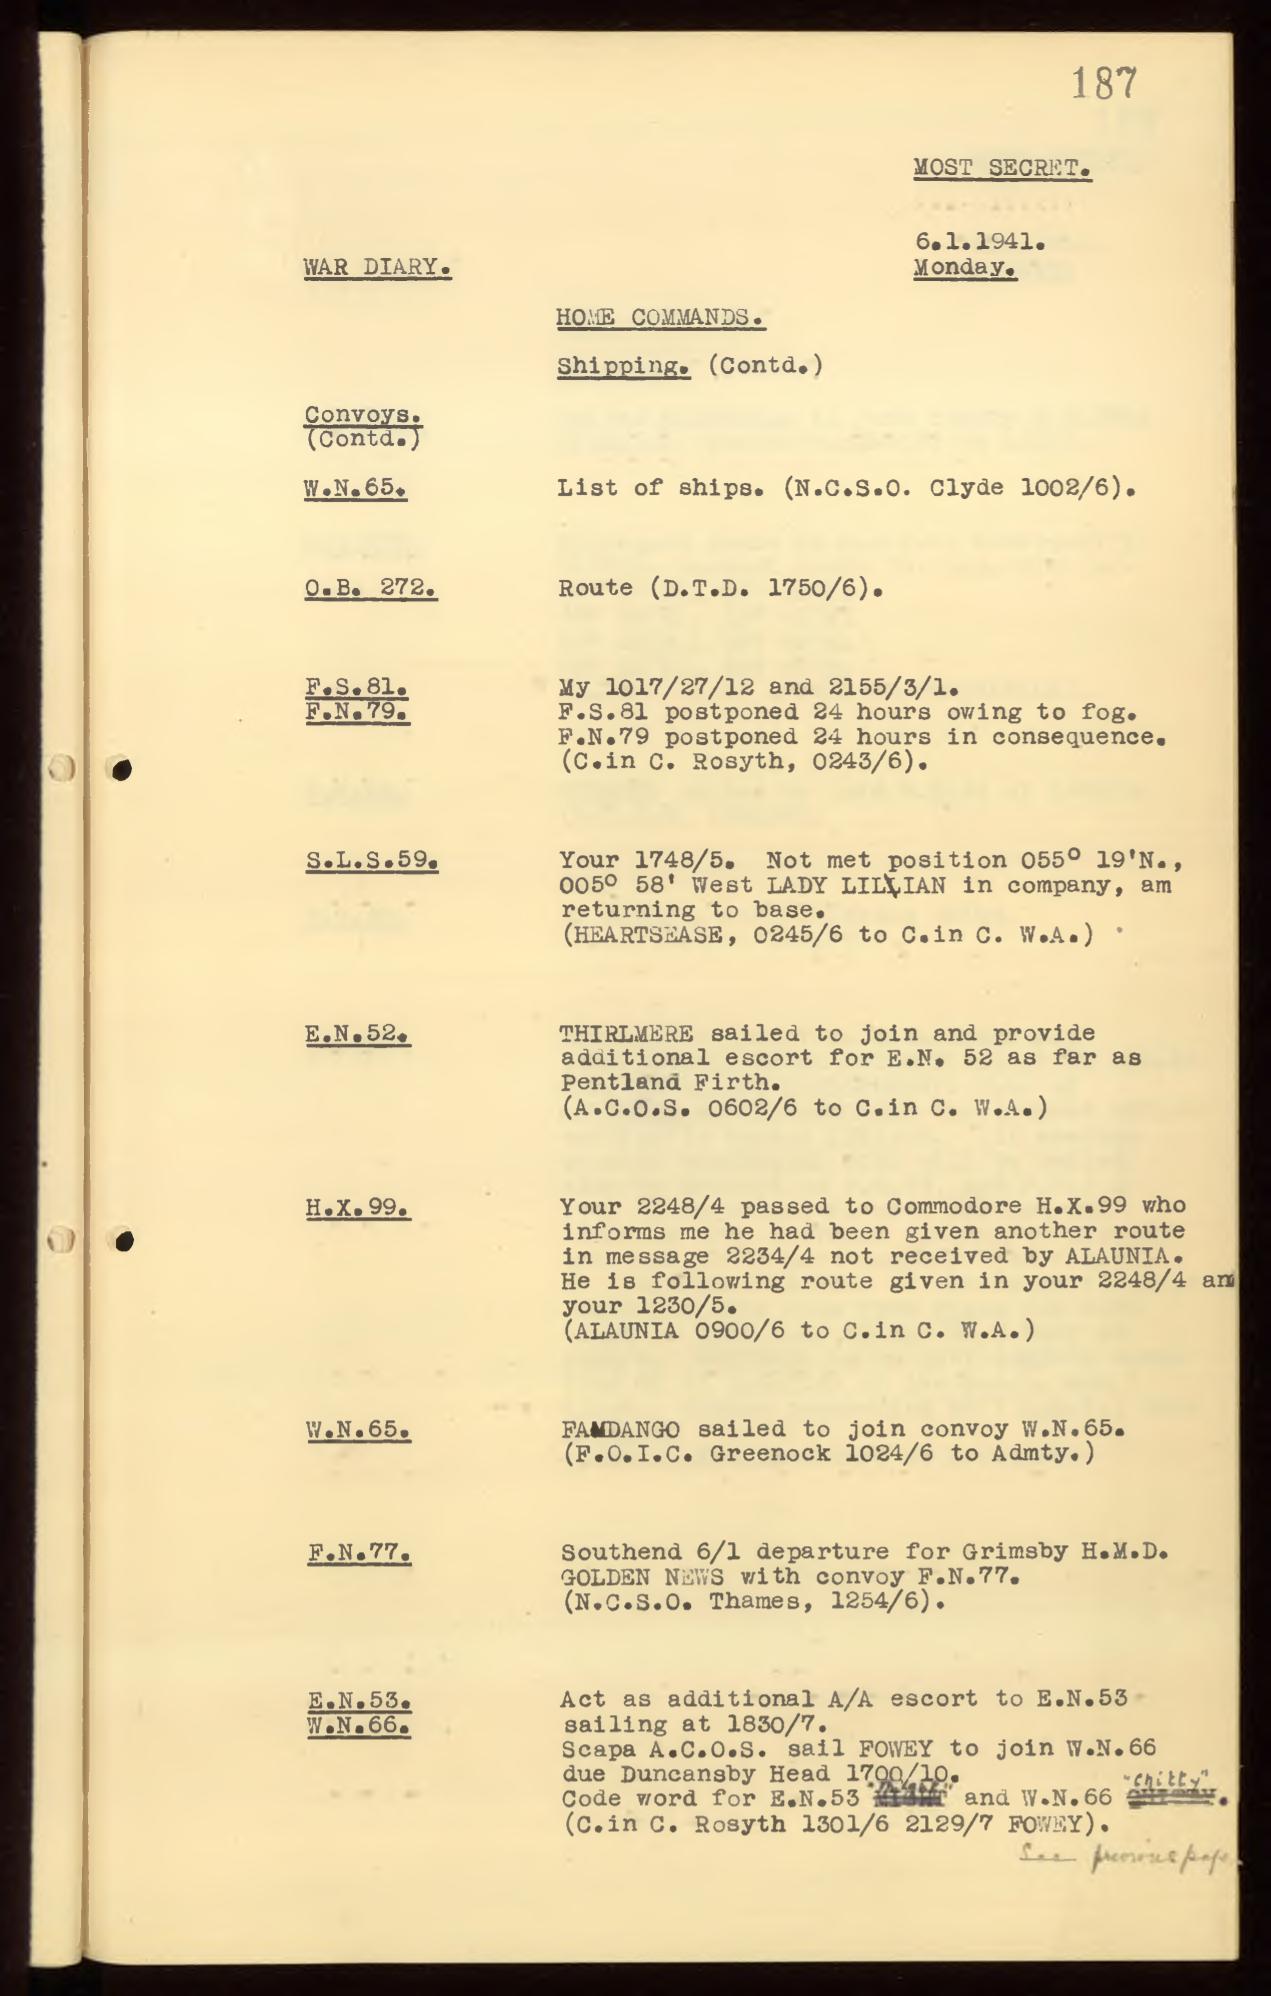 187
MOST SECRET.
6.1.1941.
WAR DIARY. Monday.
HOME COMMANDS.
Shipping. (Contd.)
Convoys.
(Contd.)
W.N.65. List of ships. (N.C.S.O. Clyde 1002/6).
O.B. 272. Route (D.T.D. 1750/6).
F.S.81. My 1017/27/12 and 2155/3/1.
F.N.79. F.S.81 postponed 24 hours owing to fog.
F.N.79 postponed 24 hours in consequence.
(C.in C. Rosyth, 0243/6).
S.L.S.59. Your 1748/5. Not met position 055° 19'N.,
005° 58' West LADY LILLIAN in company, am
returning to base.
(HEARTSEASE, 0245/6 to C.in C. W.A.)
E.N.52. THIRLMERE sailed to join and provide
additional escort for E.N. 52 as far as
Pentland Firth.
(A.C.O.S. 0602/6 to C.in C. W.A.)
H.X.99. Your 2248/4 passed to Commodore H.X.99 who
informs me he had been given another route
in message 2234/4 not received by ALAUNIA.
He is following route given in your 2248/4 an
your 1230/5.
(ALAUNIA 0900/6 to C.in C. W.A.)
W.N.65. FANDANGO sailed to join convoy W.N.65.
(F.O.I.C. Greenock 1024/6 to Admty.)
F.N.77. Southend 6/1 departure for Grimsby H.M.D.
GOLDEN NEWS with convoy F.N.77.
(N.C.S.O. Thames, 1254/6).
E.N.53. Act as additional A/A escort to E.N.53
W.N.66. sailing at 1830/7.
Scapa A.C.O.S. sail FOWEY to join W.N.66
due Duncansby Head 1700/10.
"Chitty"
Code word for E.N.53 and W.N.66 .
(C.in C. Rosyth 1301/6 2129/7 FOWEY).
See previous page.